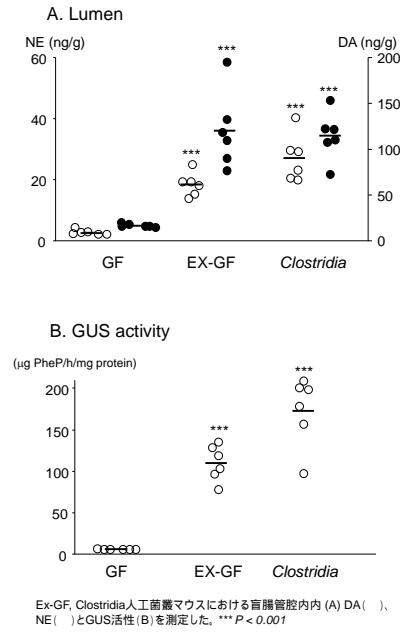 A. Lumen
NE (ng/g) DA (ng/g)
*** *** *** ***
60 200
150
40
100
20
50
0 0
GF EX-GF Clostridia
B. GUS activity
(μg PheP/h/mg protein)
***
200
***
150
100
50
0
GF EX-GF Clostridia
Ex-GF, Clostridia人工菌叢マウスにおける盲腸管腔内内 (A) DA( )、
NE( )とGUS活性(B)を測定した。*** P < 0.001